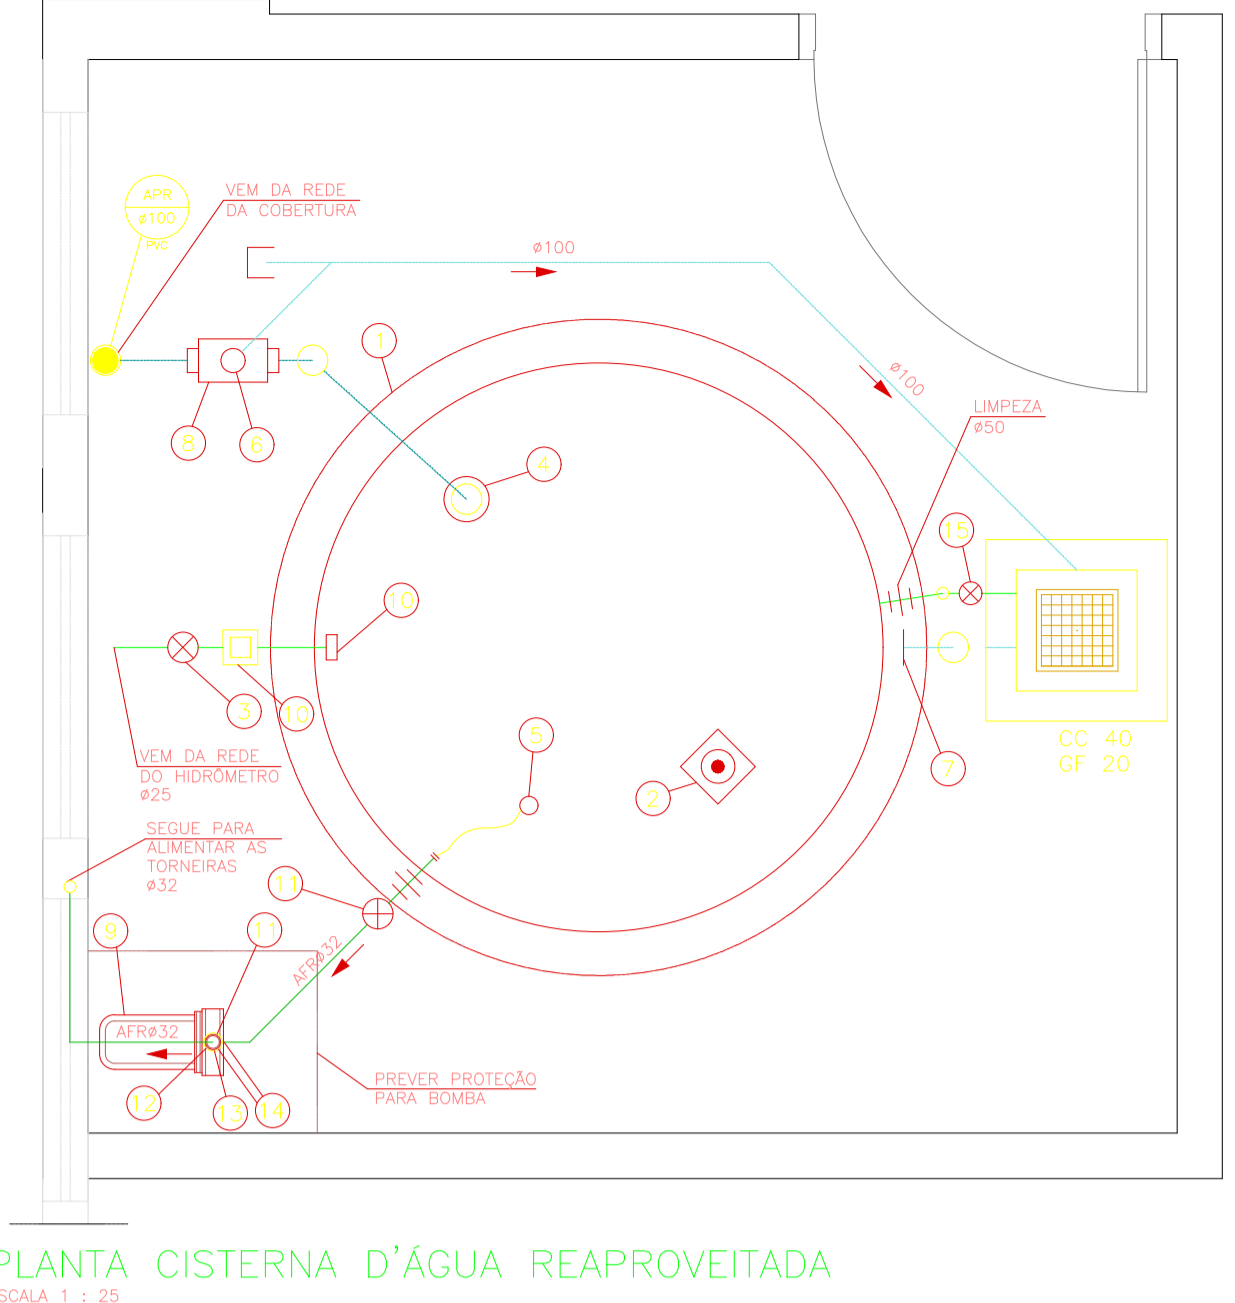 APR
ø100
PVC
VEM DA REDE
DA COBERTURA
ø100
1
ø100
8
6
LIMPEZA
ø50
4
15
10
3
10
VEM DA REDE
DO HIDRÔMETRO
ø25
5
2
7
CC 40
GF 20
SEGUE PARA
ALIMENTAR AS
TORNEIRAS
ø32
11
9
11
AFRø32
AFRø32
12
13
14
PREVER PROTEÇÃO
PARA BOMBA
PLANTA CISTERNA D'ÁGUA REAPROVEITADA
SCALA 1 : 25